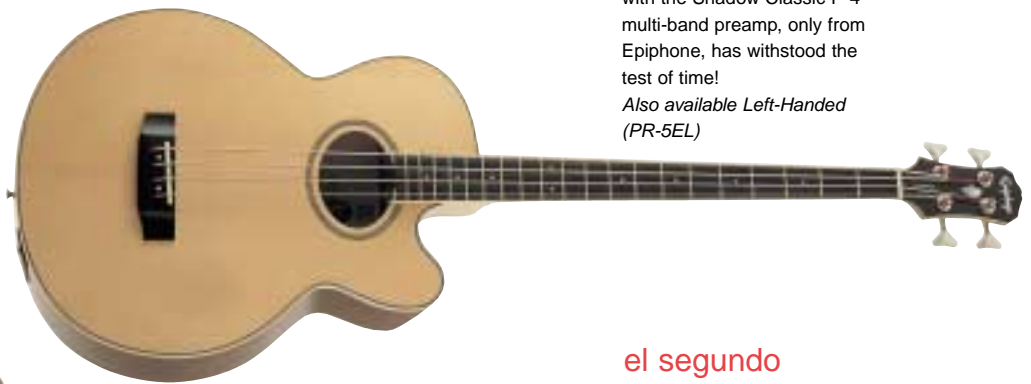 with the Shadow Classic P-4
multi-band preamp, only from
Epiphone, has withstood the
test of time!
Also available Left-Handed
(PR-5EL)
el segundo